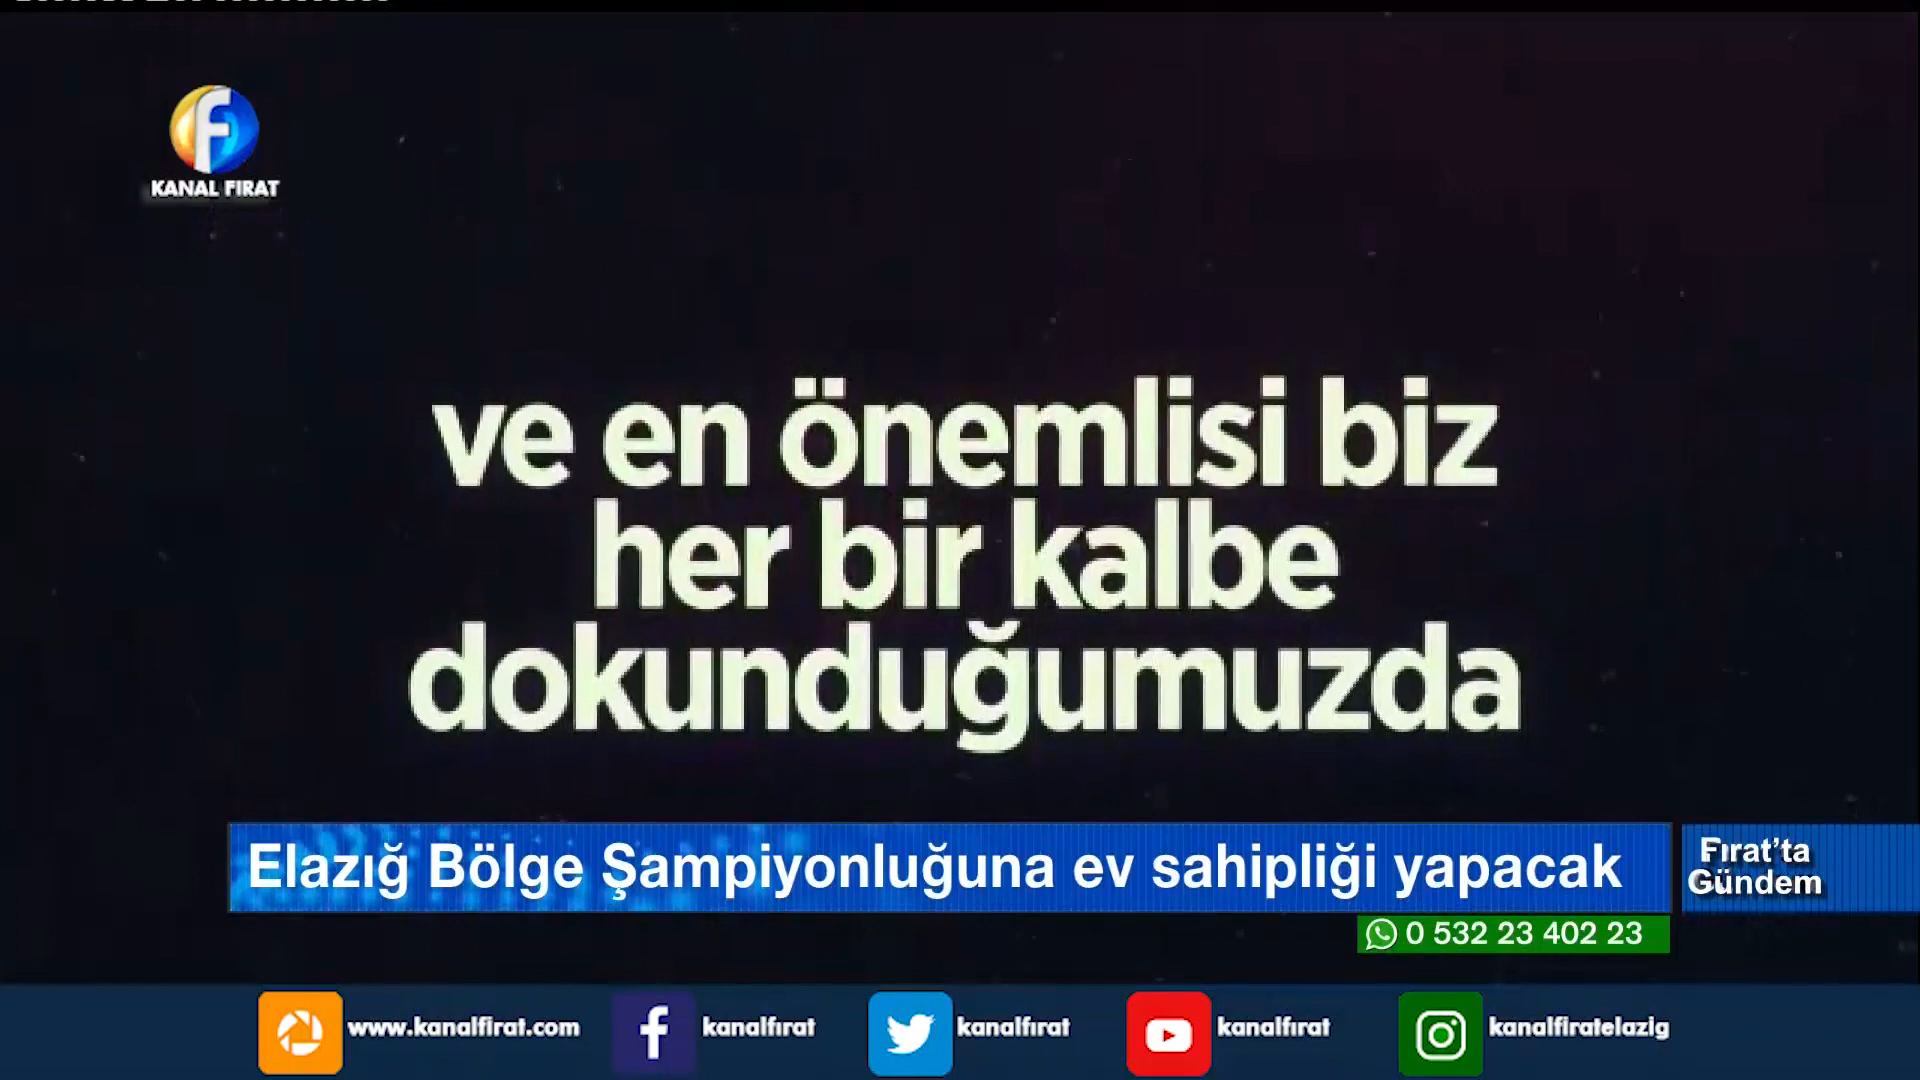 KANAL FIRAT
ve en önemlisi biz
her bir kalbe
dokunduğumuzda
Elazığ Bölge Şampiyonluğuna ev sahipliği yapacak
Fırat'ta
Gündem
0 532 23 402 23
www.kanalfirat.com
kanalfırat
kanalfırat
kanalfırat
kanalfiratelazig